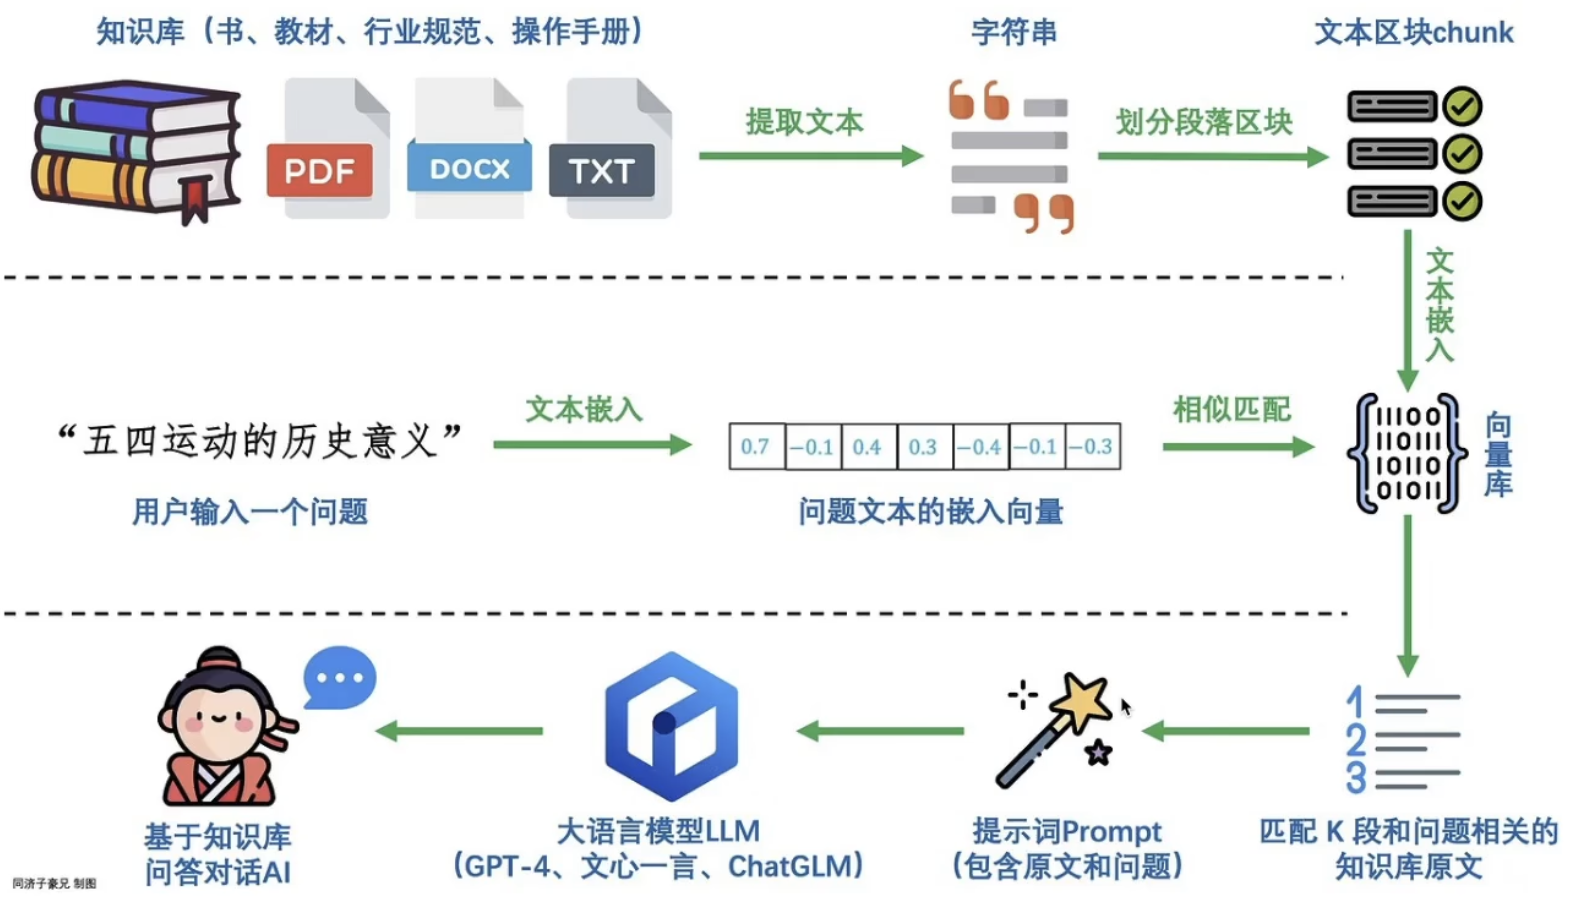 知识库（书、教材、行业规范、操作手册）
字符串
文本区块chunk
PDF
DOCX
TXT
提取文本
划分段落区块
文本嵌入
“五四运动的历史意义”
用户输入一个问题
文本嵌入
0.7 −0.1 0.4 0.3 −0.4 −0.1 −0.3
问题文本的嵌入向量
相似匹配
11100
11011
11010
01011
向量库
1
2
3
匹配 K 段和问题相关的
知识库原文
提示词Prompt
（包含原文和问题）
大语言模型LLM
（GPT-4、文心一言、ChatGLM）
基于知识库
问答对话AI
同济子豪兄 制图